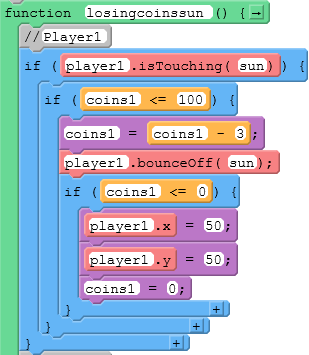 function losingcoinssun() { →
//Player1
if ( player1.isTouching( sun) ) {
if ( coins1 <= 100) {
coins1 = coins1 - 3;
player1.bounceOff( sun);
if ( coins1 <= 0) {
player1.x = 50;
player1.y = 50;
coins1 = 0;
} +
} +
} +